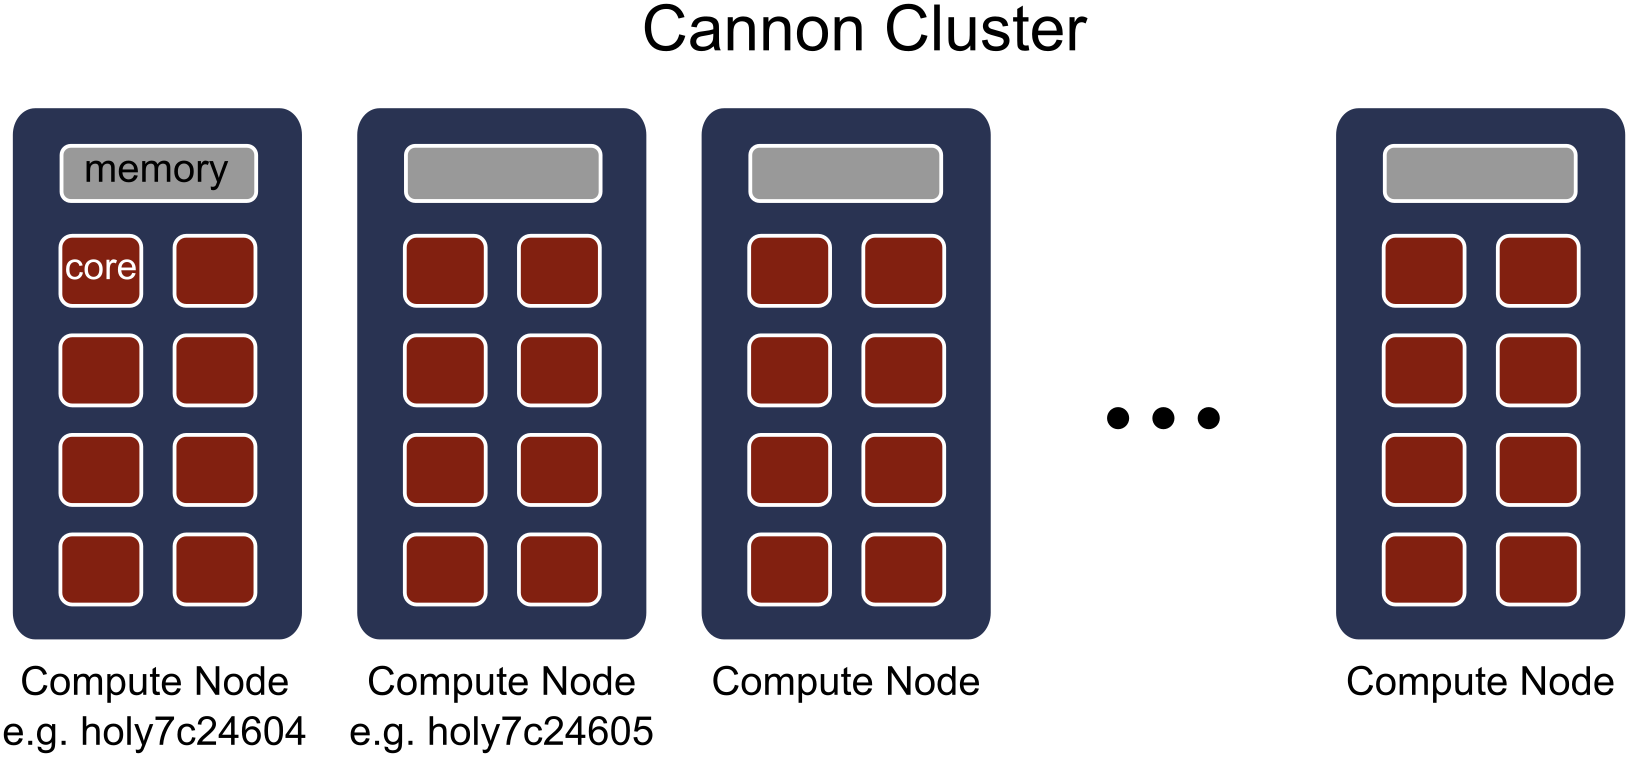 Cannon Cluster
memory
core
Compute Node
e.g. holy7c24604
Compute Node
e.g. holy7c24605
Compute Node
Compute Node